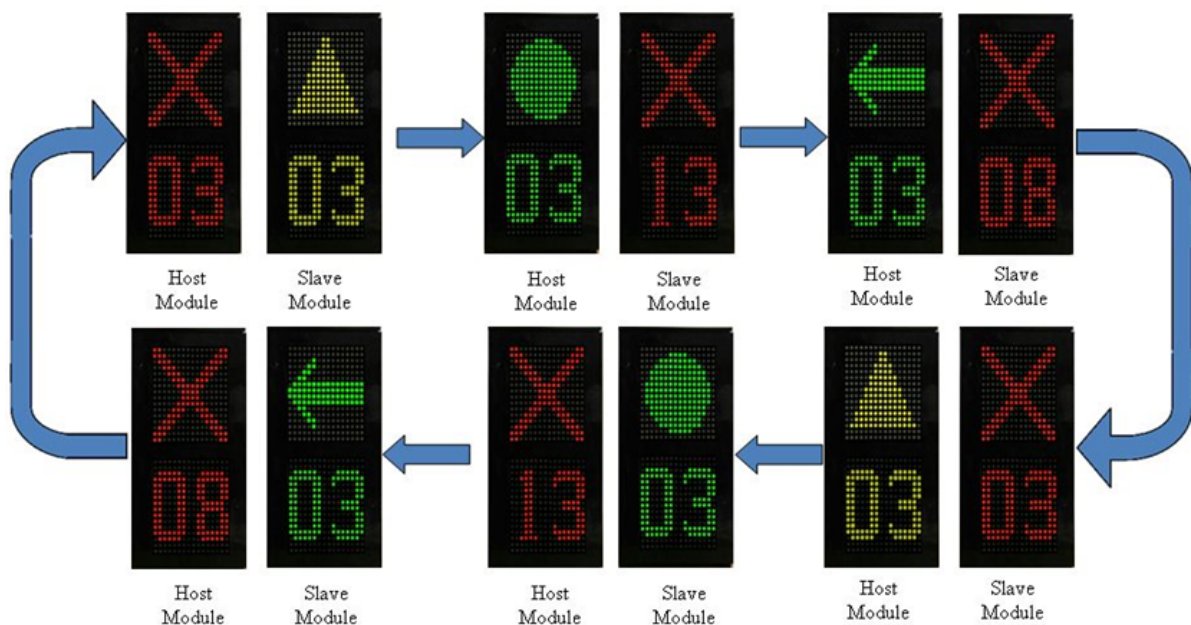 03 03 03 13 03 08
Host Slave Host Slave Host Slave
Module Module Module Module Module Module
08 03 13 03 03 03
Host Slave Host Slave Host Slave
Module Module Module Module Module Module